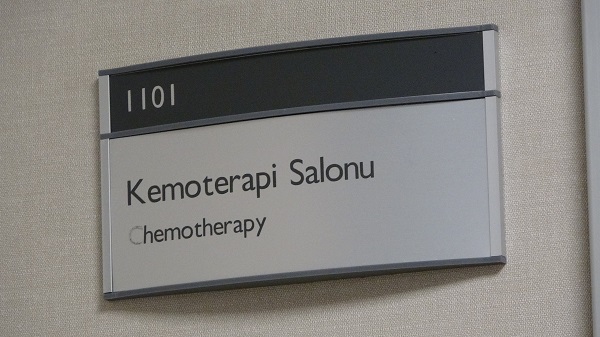 1101
Kemoterapi Salonu
Chemotherapy